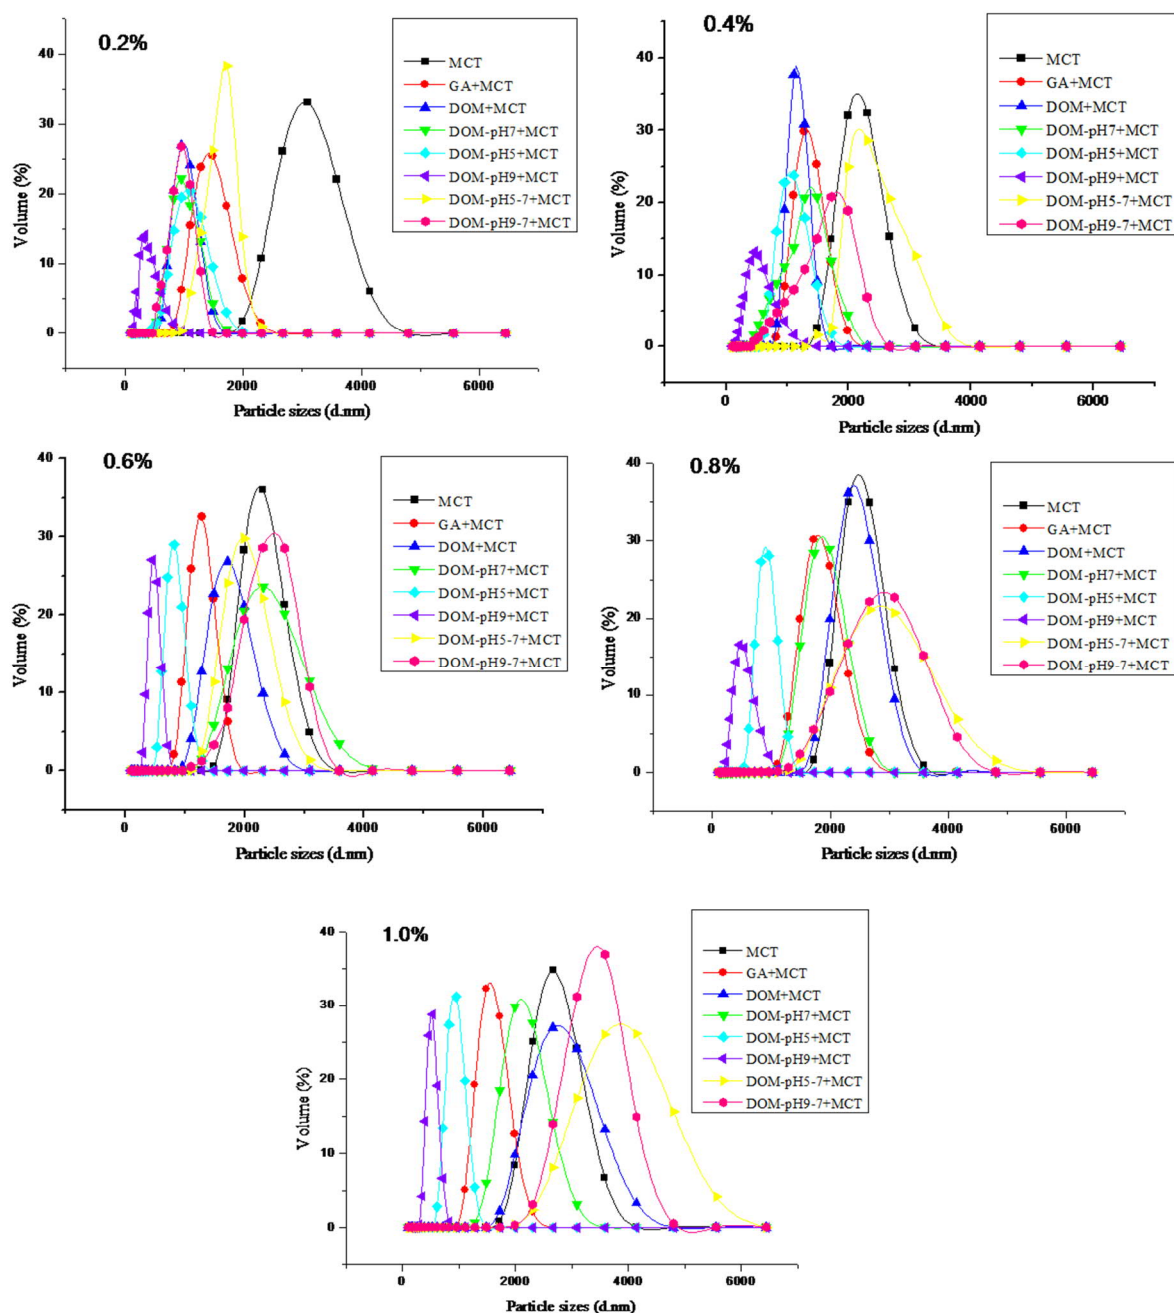 0.2%
MCT
GA+MCT
DOM+MCT
DOM-pH7+MCT
DOM-pH5+MCT
DOM-pH9+MCT
DOM-pH5-7+MCT
DOM-pH9-7+MCT
Volume (%)
40
30
20
10
0
0 2000 4000 6000
Particle sizes (d.nm)
0.4%
MCT
GA+MCT
DOM+MCT
DOM-pH7+MCT
DOM-pH5+MCT
DOM-pH9+MCT
DOM-pH5-7+MCT
DOM-pH9-7+MCT
Volume (%)
40
30
20
10
0
0 2000 4000 6000
Particle sizes (d.nm)
0.6%
MCT
GA+MCT
DOM+MCT
DOM-pH7+MCT
DOM-pH5+MCT
DOM-pH9+MCT
DOM-pH5-7+MCT
DOM-pH9-7+MCT
Volume (%)
40
30
20
10
0
0 2000 4000 6000
Particle sizes (d.nm)
0.8%
MCT
GA+MCT
DOM+MCT
DOM-pH7+MCT
DOM-pH5+MCT
DOM-pH9+MCT
DOM-pH5-7+MCT
DOM-pH9-7+MCT
Volume (%)
40
30
20
10
0
0 2000 4000 6000
Particle sizes (d.nm)
1.0%
MCT
GA+MCT
DOM+MCT
DOM-pH7+MCT
DOM-pH5+MCT
DOM-pH9+MCT
DOM-pH5-7+MCT
DOM-pH9-7+MCT
Volume (%)
40
30
20
10
0
0 2000 4000 6000
Particle sizes (d.nm)